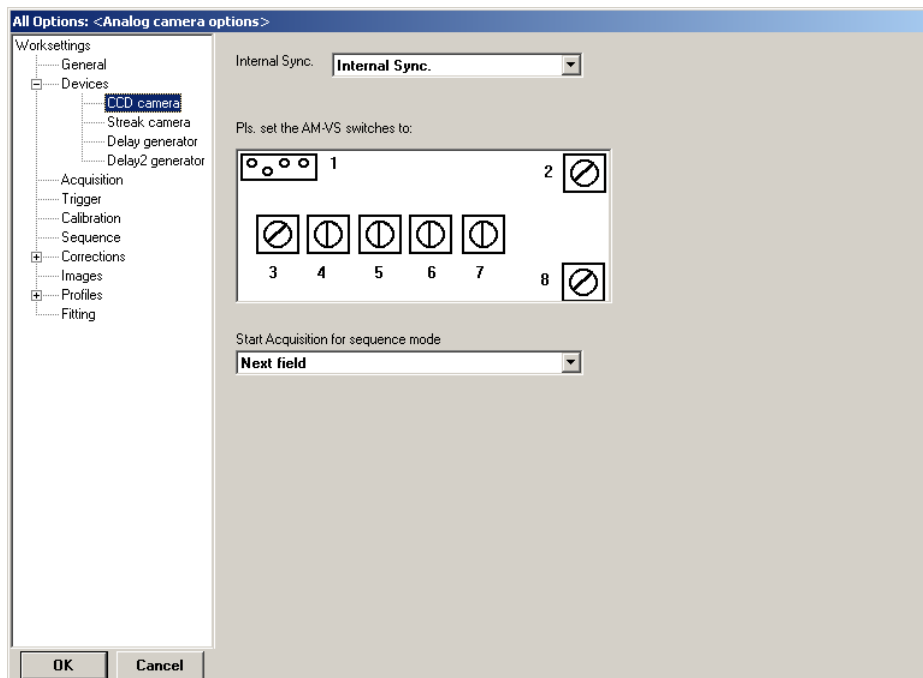 All Options: <Analog camera options>
Worksettings
General
Devices
CCD camera
Streak camera
Delay generator
Delay2 generator
Acquisition
Trigger
Calibration
Sequence
Corrections
Images
Profiles
Fitting
Internal Sync. Internal Sync.
Pls. set the AM-VS switches to:
1
2
3 4 5 6 7
8
Start Acquisition for sequence mode
Next field
OK Cancel